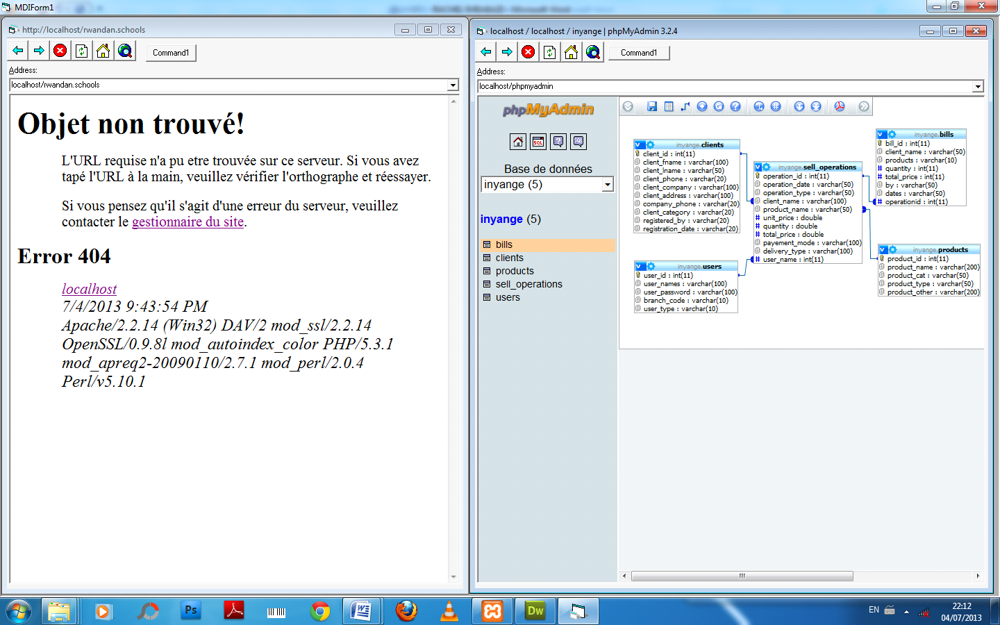 MDIForm1
http://localhost/rwandan.schools
Command1
Address:
localhost/rwandan.schools
Objet non trouvé!
L'URL requise n'a pu etre trouvée sur ce serveur. Si vous avez
tapé l'URL à la main, veuillez vérifier l'orthographe et réessayer.
Si vous pensez qu'il s'agit d'une erreur du serveur, veuillez
contacter le gestionnaire du site.
Error 404
localhost
7/4/2013 9:43:54 PM
Apache/2.2.14 (Win32) DAV/2 mod_ssl/2.2.14
OpenSSL/0.9.8l mod_autoindex_color PHP/5.3.1
mod_apreq2-20090110/2.7.1 mod_perl/2.0.4
Perl/v5.10.1
localhost / localhost / inyange | phpMyAdmin 3.2.4
Command1
Address:
localhost/phpmyadmin
phpMyAdmin
SQL
SQL
Base de données
inyange (5)
inyange (5)
bills
clients
products
sell_operations
users
inyange.clients
client_id : int(11)
client_fname : varchar(100)
client_lname : varchar(50)
client_phone : varchar(20)
client_company : varchar(100)
client_address : varchar(100)
company_phone : varchar(20)
client_category : varchar(20)
registered_by : varchar(20)
registration_date : varchar(20)
inyange.users
user_id : int(11)
user_names : varchar(100)
user_password : varchar(100)
branch_code : varchar(10)
user_type : varchar(10)
inyange.sell_operations
operation_id : int(11)
operation_date : varchar(50)
operation_type : varchar(50)
client_name : varchar(100)
product_name : varchar(50)
# unit_price : double
# quantity : double
# total_price : double
payement_mode : varchar(100)
delivery_type : varchar(100)
# user_name : int(11)
inyange.bills
bill_id : int(11)
client_name : varchar(50)
products : varchar(10)
# quantity : int(11)
# total_price : int(11)
by : varchar(50)
dates : varchar(50)
# operationid : int(11)
inyange.products
product_id : int(11)
product_name : varchar(200)
product_cat : varchar(50)
product_type : varchar(50)
product_other : varchar(200)
Ps
W
Dw
EN
22:12
04/07/2013